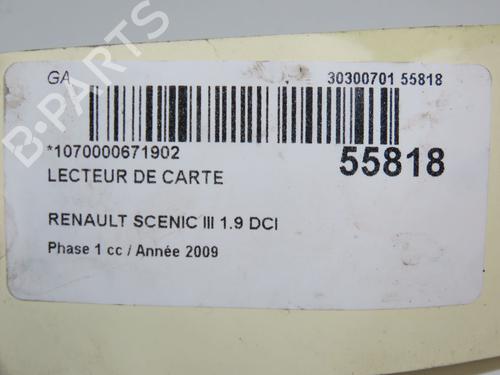 GA
30300701 55818
*1070000671902
55818
LECTEUR DE CARTE
RENAULT SCENIC III 1.9 DCI
Phase 1 cc / Année 2009
B-PARTS